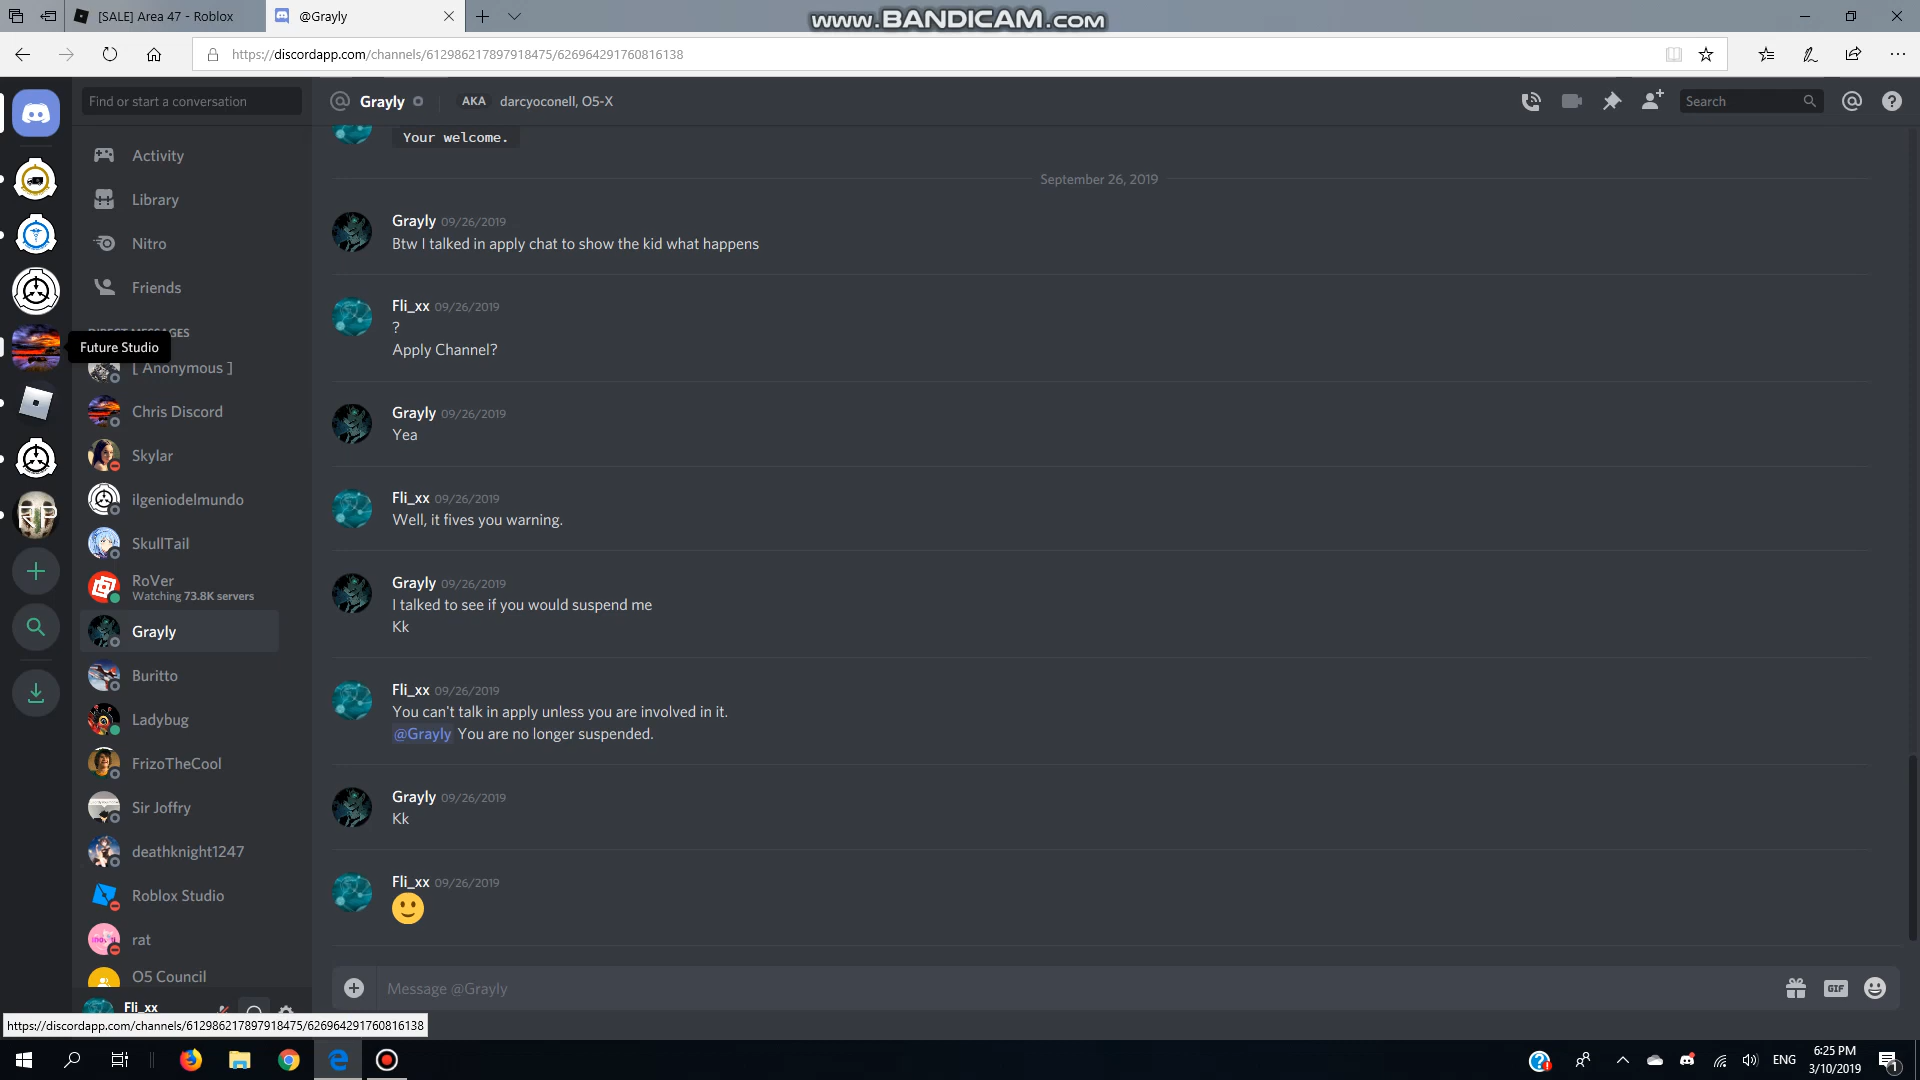 [SALE] Area 47 - Roblox
@Grayly
www.BANDICAM.com
https://discordapp.com/channels/612986217897918475/626964291760816138
Find or start a conversation
Grayly
AKA
darcyoconell, O5-X
Search
Activity
Library
Nitro
Friends
DIRECT MESSAGES
Future Studio
[ Anonymous ]
Chris Discord
Skylar
ilgeniodelmundo
SkullTail
RoVer
Watching 73.8K servers
Grayly
Buritto
Ladybug
FrizoTheCool
Sir Joffry
deathknight1247
Roblox Studio
rat
O5 Council
Fli_xx
Your welcome.
September 26, 2019
Grayly 09/26/2019
Btw I talked in apply chat to show the kid what happens
Fli_xx 09/26/2019
?
Apply Channel?
Grayly 09/26/2019
Yea
Fli_xx 09/26/2019
Well, it fives you warning.
Grayly 09/26/2019
I talked to see if you would suspend me
Kk
Fli_xx 09/26/2019
You can't talk in apply unless you are involved in it.
@Grayly You are no longer suspended.
Grayly 09/26/2019
Kk
Fli_xx 09/26/2019
Message @Grayly
GIF
https://discordapp.com/channels/612986217897918475/626964291760816138
ENG
6:25 PM
3/10/2019
1